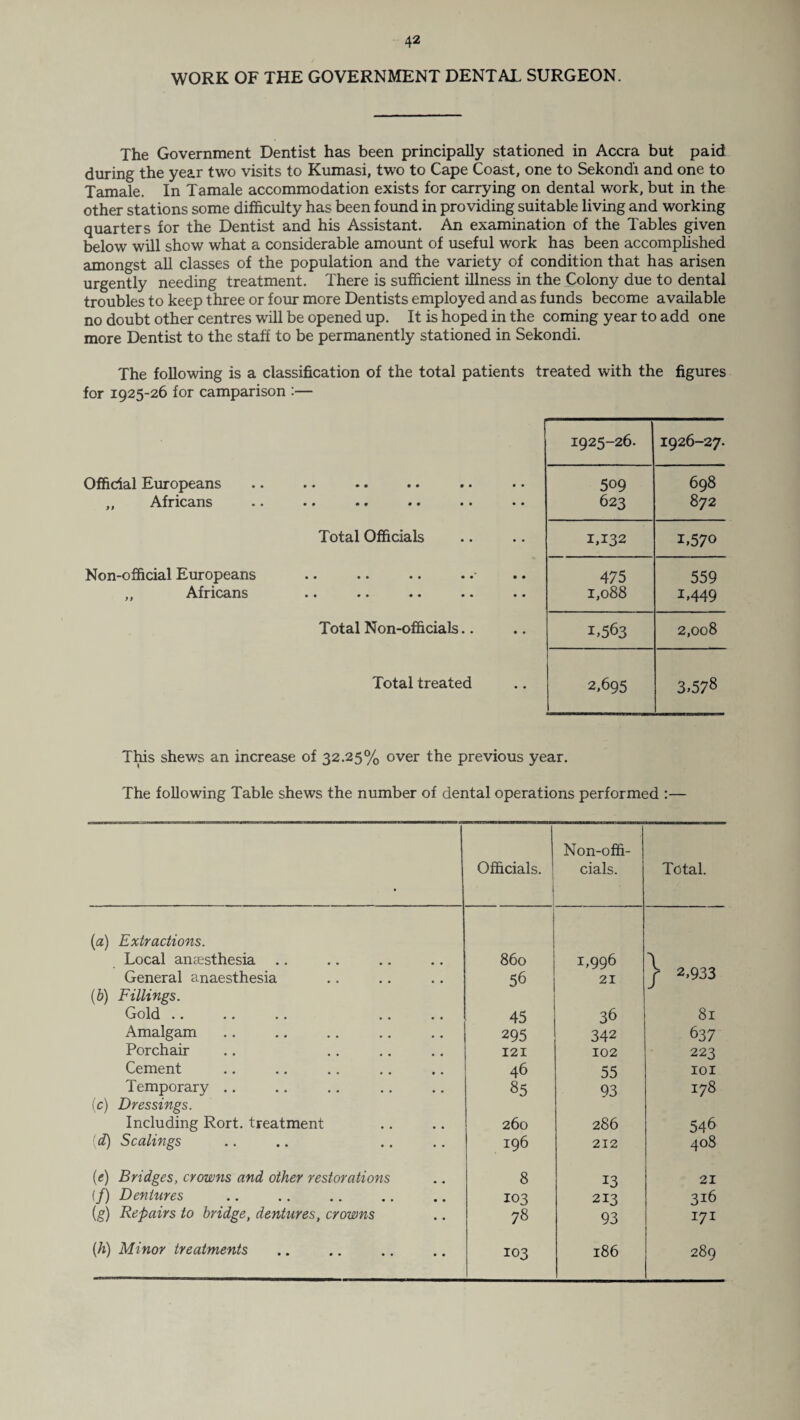 42
WORK OF THE GOVERNMENT DENTAL SURGEON.
The Government Dentist has been principally stationed in Accra but paid
during the year two visits to Kumasi, two to Cape Coast, one to Sekondi and one to
Tamale. In Tamale accommodation exists for carrying on dental work, but in the
other stations some difficulty has been found in providing suitable living and working
quarters for the Dentist and his Assistant. An examination of the Tables given
below will show what a considerable amount of useful work has been accomplished
amongst all classes of the population and the variety of condition that has arisen
urgently needing treatment. There is sufficient illness in the Colony due to dental
troubles to keep three or four more Dentists employed and as funds become available
no doubt other centres will be opened up. It is hoped in the coming year to add one
more Dentist to the staff to be permanently stationed in Sekondi.
The following is a classification of the total patients treated with the figures
for 1925-26 for camparison :—
1925-26. 1926-27.
Official Europeans .. .. .. .. .. .. 509 698
,, Africans .. .. .. .. .. .. 623 872
Total Officials .. .. 1,132 1,570
Non-official Europeans .. .. .. .. .. 475 559
,, Africans .. .. .. .. .. 1,088 1,449
Total Non-officials.. .. 1,563 2,008
Total treated .. 2,695 3,578
This shews an increase of 32.25% over the previous year.
The following Table shews the number of dental operations performed :—
Officials. Non-offi-cials. Total.
(a) Extractions.
Local anæsthesia .. .. .. .. 860 1,996
General anaesthesia .. .. .. 56 21 } 2,933
(b) Fillings.
Gold .. .. .. .. .. 45 36 81
Amalgam .. .. .. .. .. 295 342 637
Porchair .. .. .. .. 121 102 223
Cement .. .. .. .. .. 46 55 101
Temporary .. .. .. .. .. 85 93 178
(c) Dressings.
Including Rort. treatment .. .. 260 286 546
(d) Scalings .. .. .. .. 196 212 408
(e) Bridges, crowns and other restorations .. 8 13 21
(f) Dentures .. .. .. .. .. 103 213 316
(g) Repairs to bridge, dentures, crowns .. 78 93 171
(h) Minor treatments .. .. .. .. 103 186 289